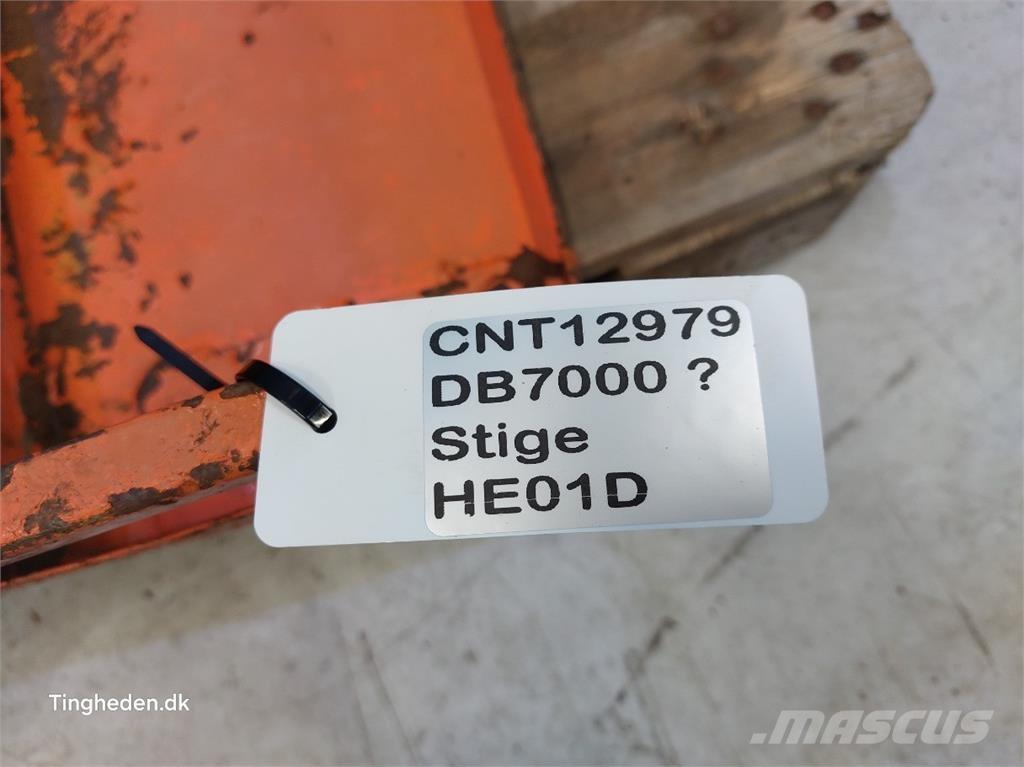 CNT12979
DB7000 ?
Stige
HE01D
Tingheden.dk
MASCUS